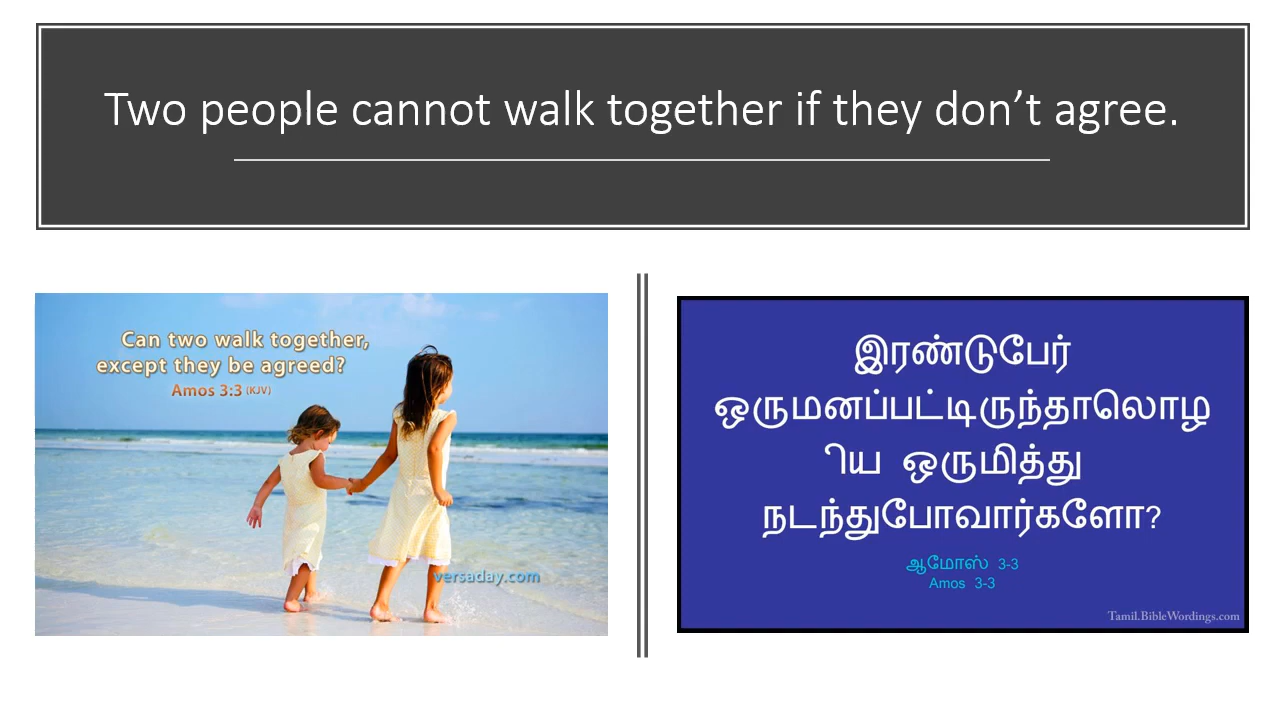 Two people cannot walk together if they don’t agree.
Can two walk together,
except they be agreed?
Amos 3:3 (KJV)
versaday.com
இரண்டுபேர்
ஒருமனப்பட்டிருந்தாலொழ
ிய ஒருமித்து
நடந்துபோவார்களோ?
ஆமோஸ் 3-3
Amos 3-3
Tamil.BibleWordings.com